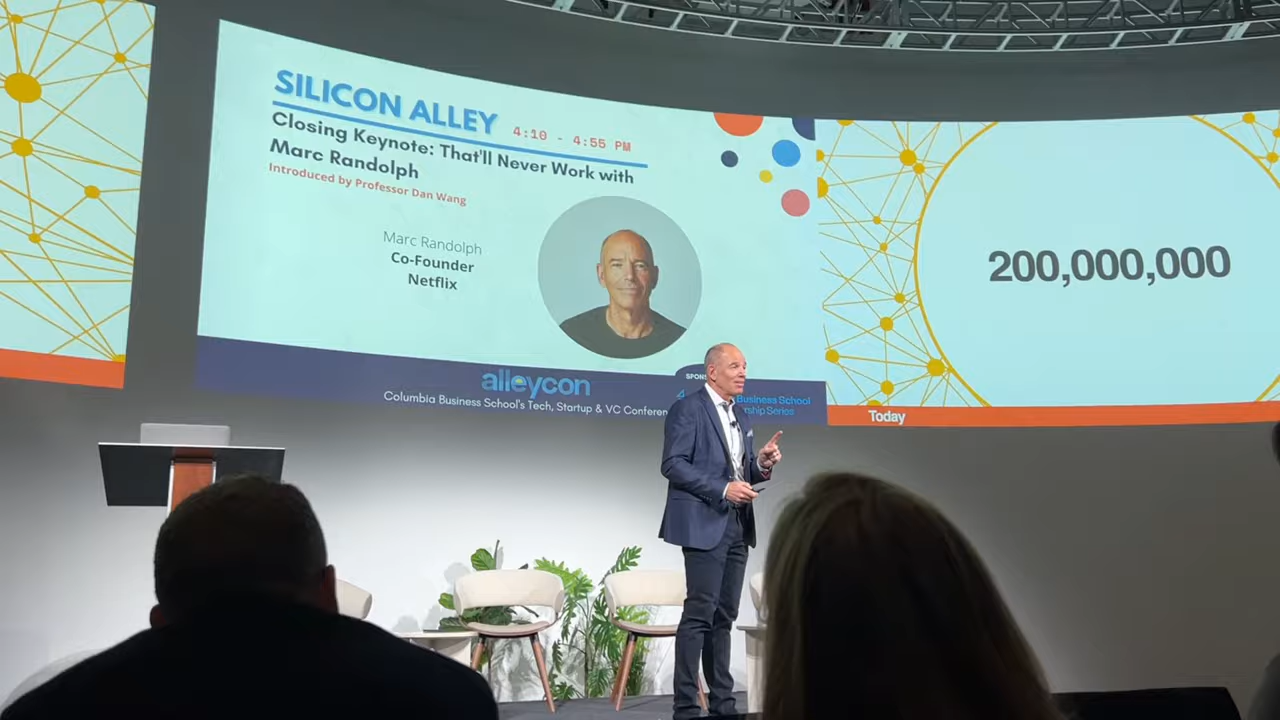 SILICON ALLEY
4:10 - 4:55 PM
Closing Keynote: That'll Never Work with
Marc Randolph
Introduced by Professor Dan Wang
Marc Randolph
Co-Founder
Netflix
alleycon
Columbia Business School's Tech, Startup & VC
Business School
Series
200,000,000
Today